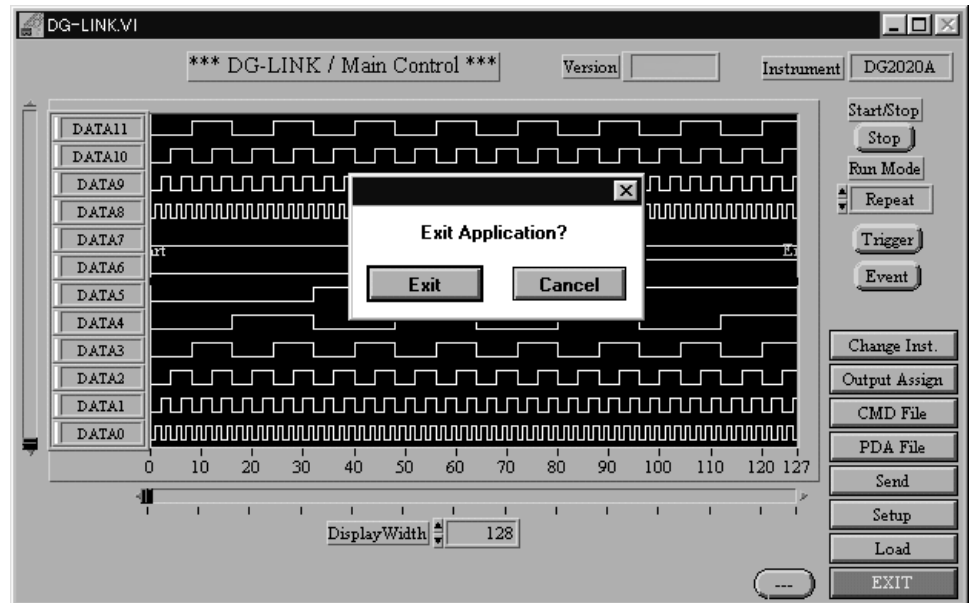 DG-LINK.VI
*** DG-LINK / Main Control ***
Version
Instrument
DG2020A
Start/Stop
Stop
Run Mode
Repeat
Trigger
Event
DATA11
DATA10
DATA9
DATA8
DATA7
DATA6
DATA5
DATA4
DATA3
DATA2
DATA1
DATA0
art
E
Exit Application?
Exit
Cancel
0 10 20 30 40 50 60 70 80 90 100 110 120 127
DisplayWidth
128
Change Inst.
Output Assign
CMD File
PDA File
Send
Setup
Load
EXIT
---